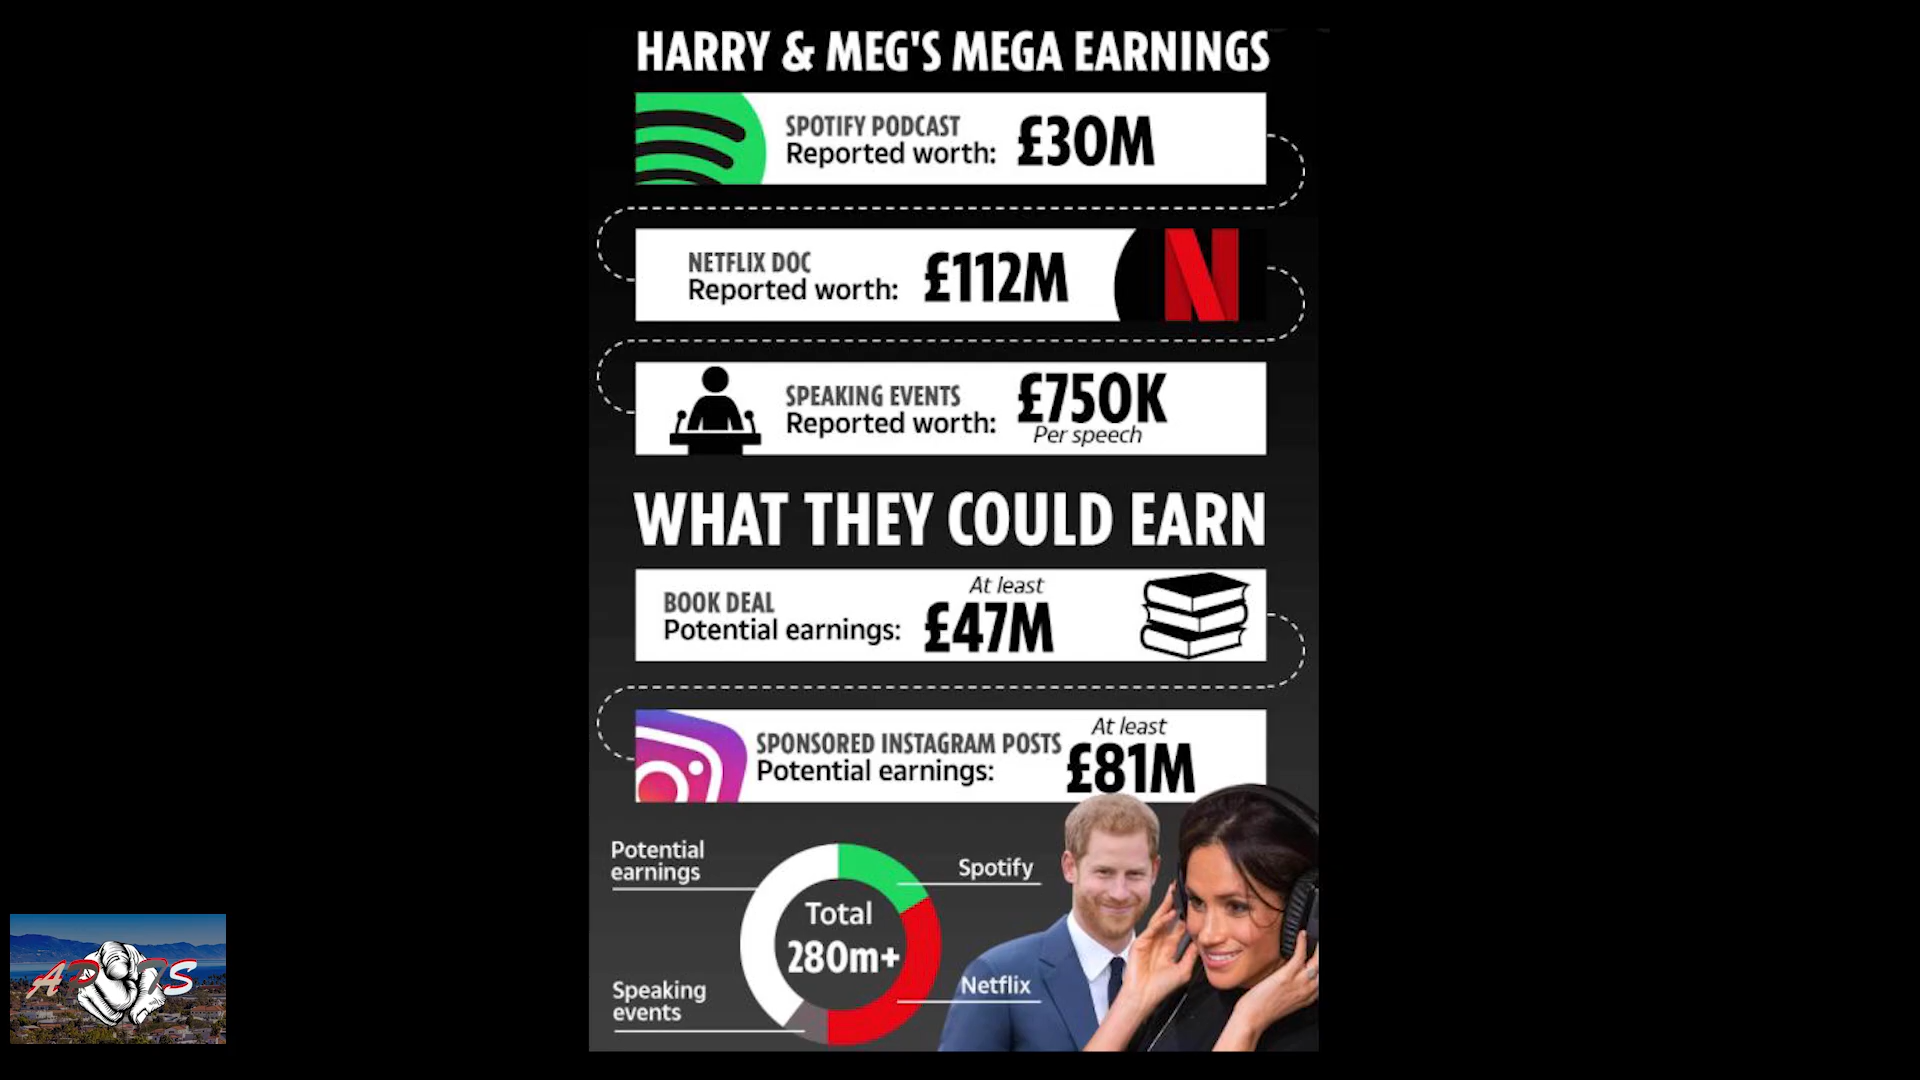 HARRY & MEG'S MEGA EARNINGS
SPOTIFY PODCAST
Reported worth: £30M
NETFLIX DOC
Reported worth: £112M
SPEAKING EVENTS
Reported worth: £750K
Per speech
WHAT THEY COULD EARN
BOOK DEAL
Potential earnings: At least
£47M
SPONSORED INSTAGRAM POSTS
Potential earnings: At least
£81M
Potential
earnings
Spotify
Total
280m+
Netflix
Speaking
events